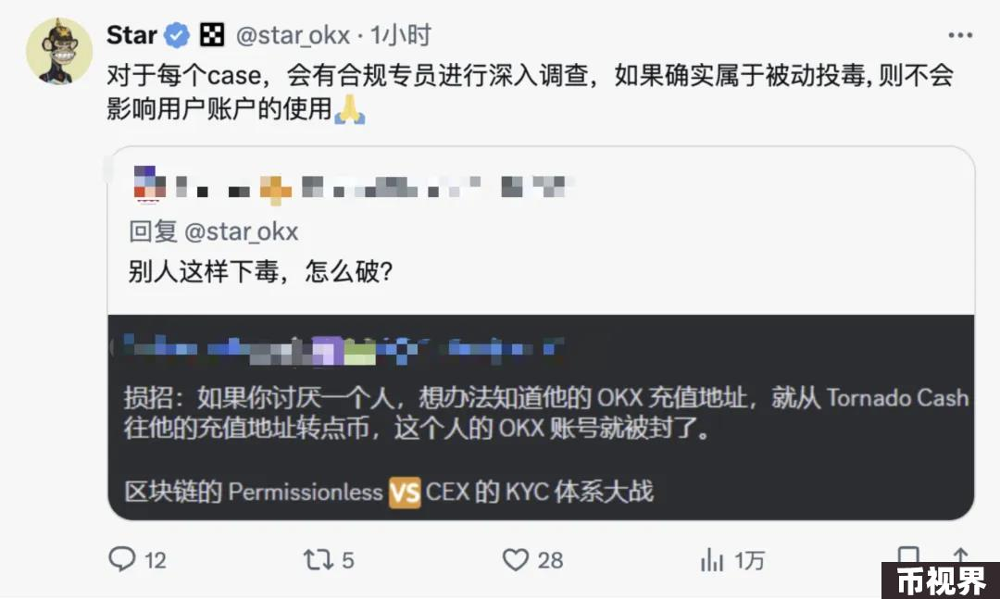 Star @star_okx · 1小时
对于每个case，会有合规专员进行深入调查，如果确实属于被动投毒, 则不会
影响用户账户的使用🙏
回复 @star_okx
别人这样下毒，怎么破?
损招：如果你讨厌一个人，想办法知道他的 OKX 充值地址，就从 Tornado Cash
往他的充值地址转点币，这个人的 OKX 账号就被封了。
区块链的 Permissionless 🆚 CEX 的 KYC 体系大战
12 5 28 1万
币视界